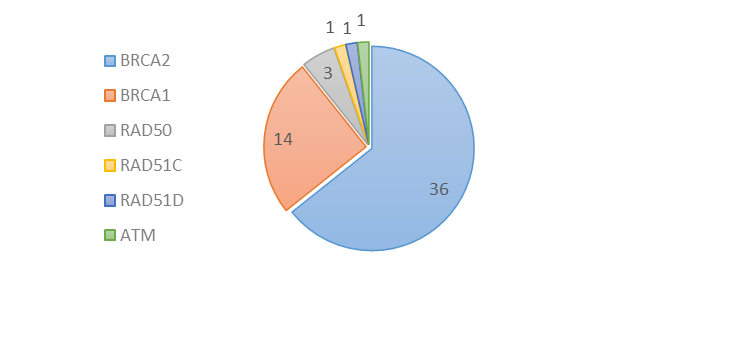 BRCA2
BRCA1
RAD50
RAD51C
RAD51D
ATM
1
1
1
3
14
36